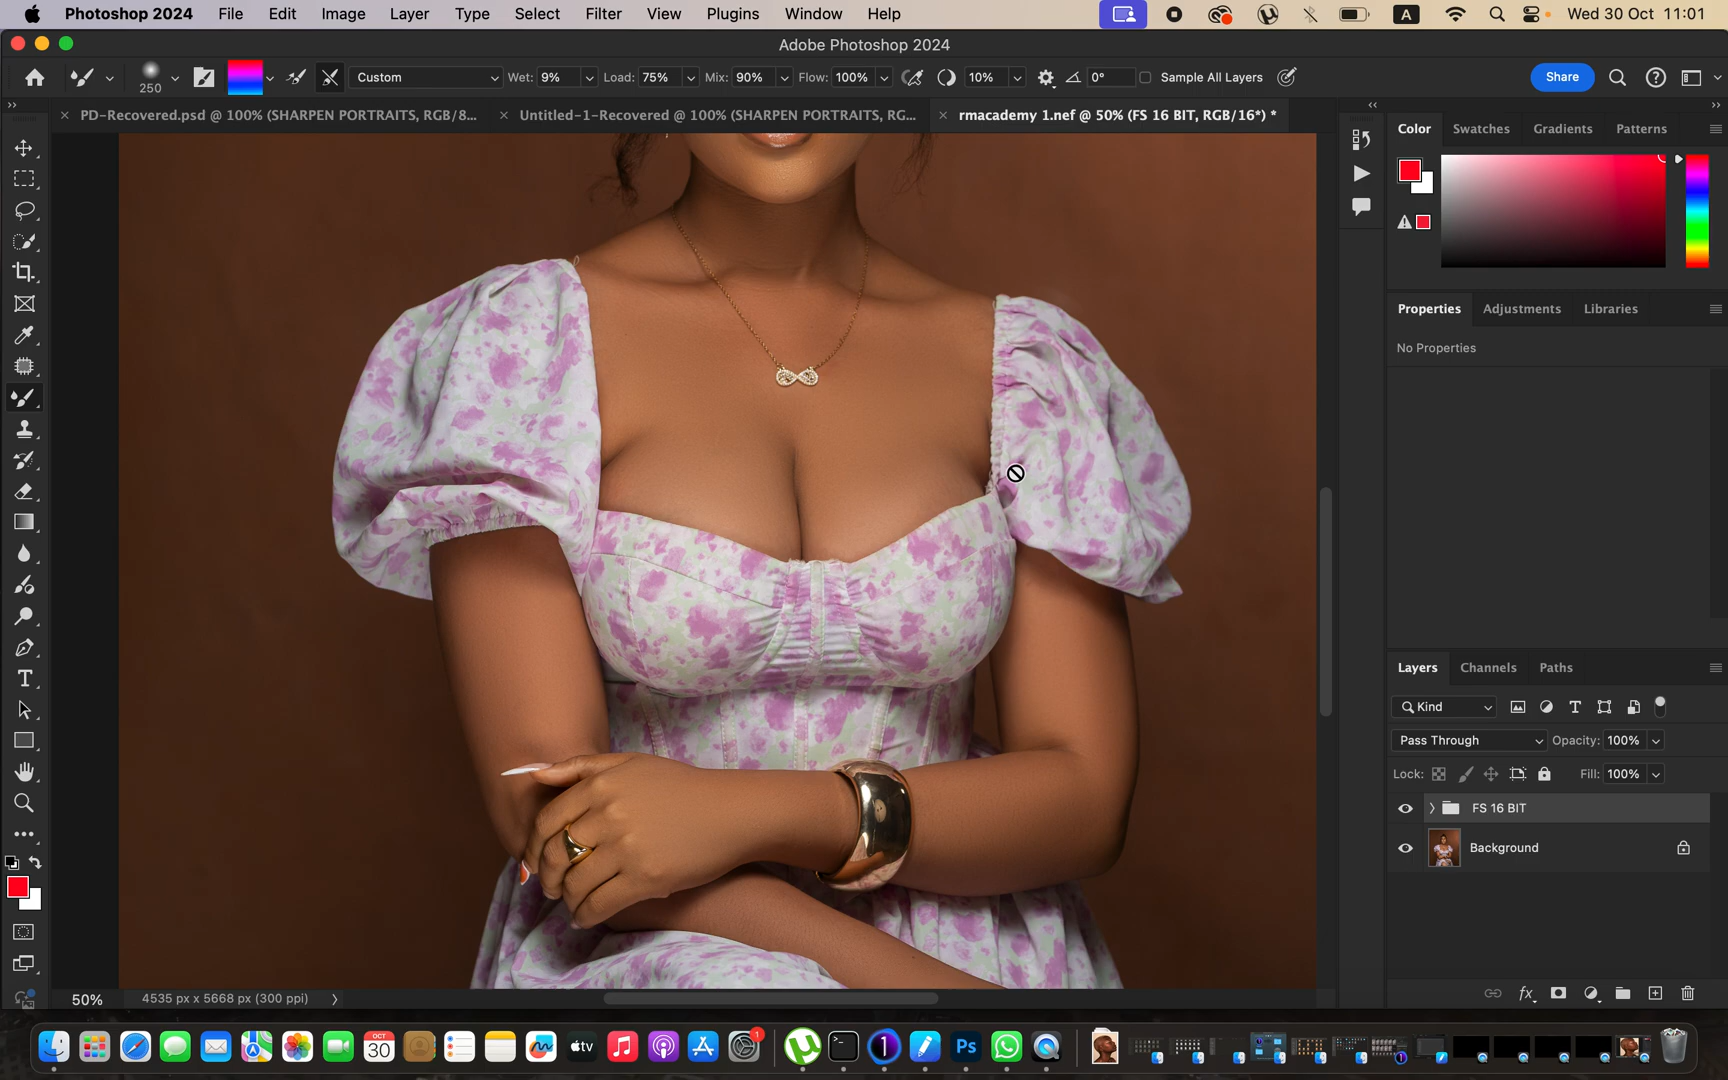 Photoshop 2024 File Edit Image Layer Type Select Filter View Plugins Window Help A Wed 30 Oct 11:01
Adobe Photoshop 2024
250 Custom Wet: 9% Load: 75% Mix: 90% Flow: 100% 10% 0° Sample All Layers Share
PD-Recovered.psd @ 100% (SHARPEN PORTRAITS, RGB/8... Untitled-1-Recovered @ 100% (SHARPEN PORTRAITS, RG... rmacademy 1.nef @ 50% (FS 16 BIT, RGB/16*) *
Color Swatches Gradients Patterns
Properties Adjustments Libraries
No Properties
Layers Channels Paths
Kind
Pass Through Opacity: 100%
Lock: Fill: 100%
FS 16 BIT
Background
50% 4535 px x 5668 px (300 ppi)
OCT
30
tv
1
Ps